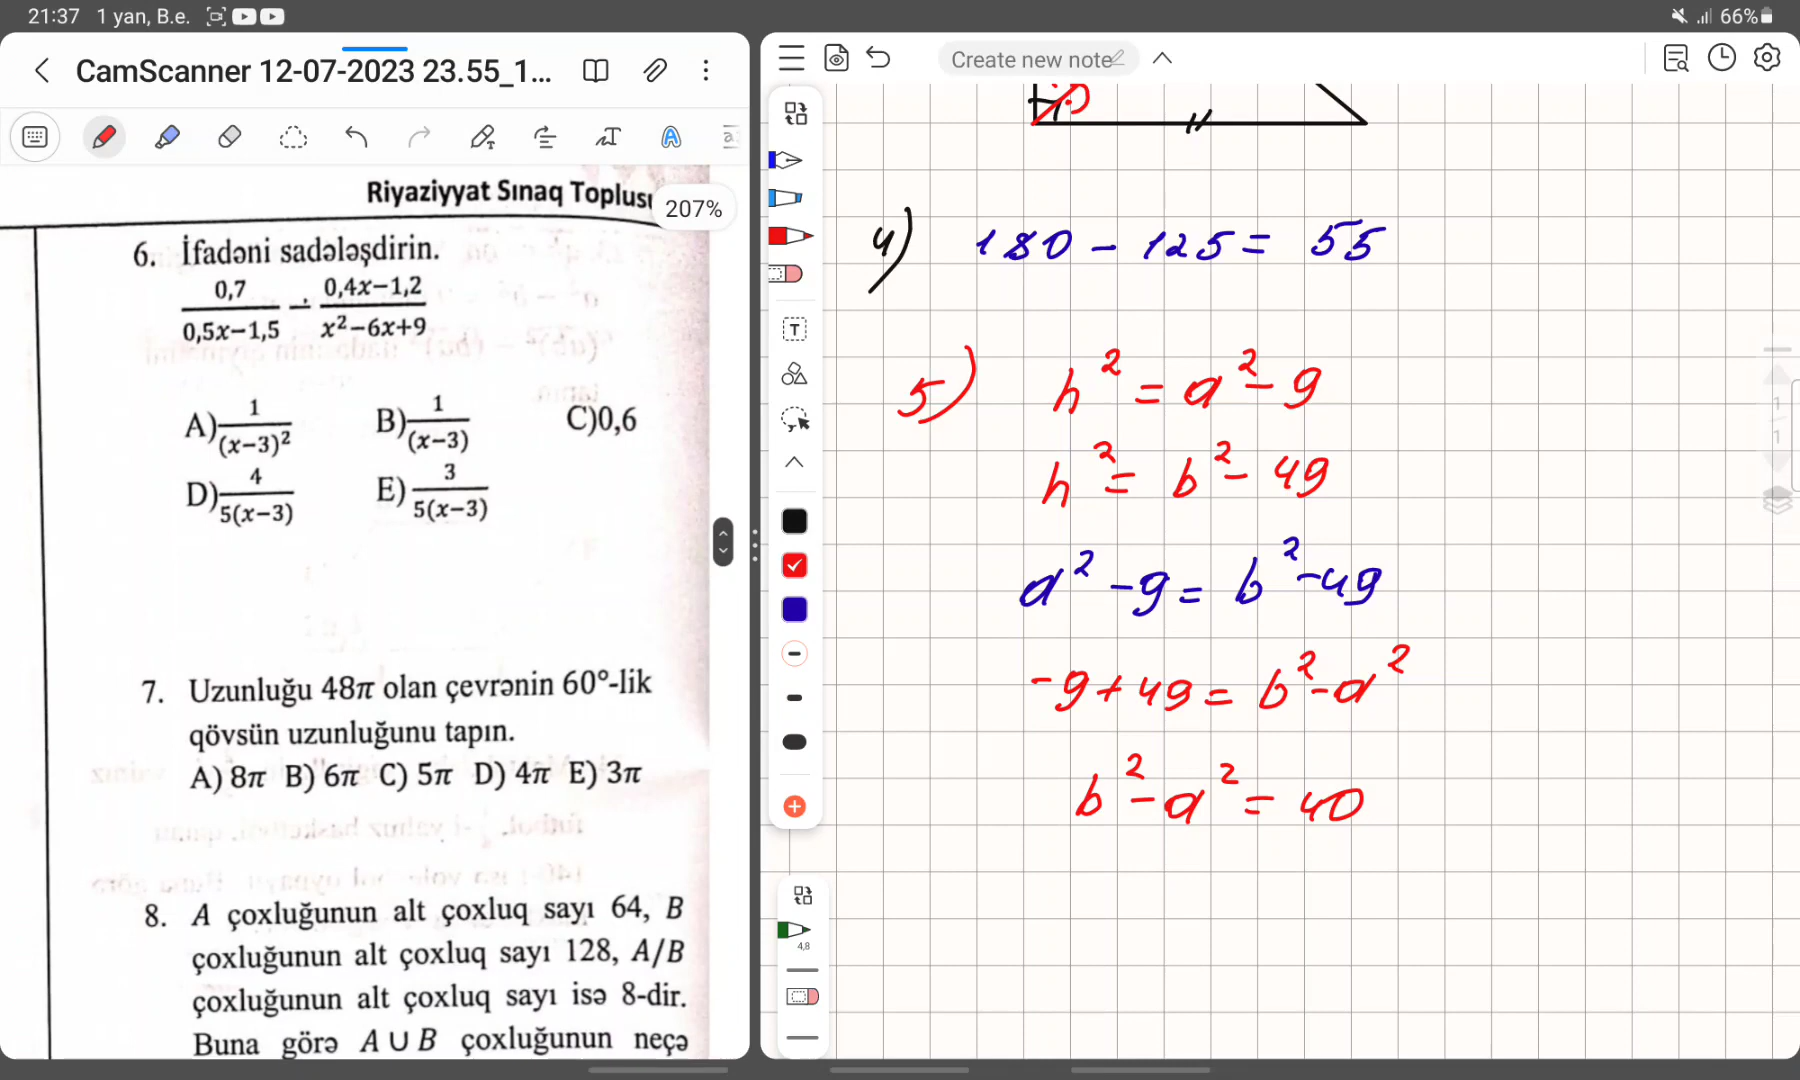 21:37 1 yan, B.e.
66%
CamScanner 12-07-2023 23.55_1...
Create new note
Riyaziyyat Sınaq Toplusu
207%
6. İfadəni sadələşdirin.
0,7 / 0,5x−1,5 − 0,4x−1,2 / x²−6x+9
A) 1/(x−3)² B) 1/(x−3) C)0,6
D) 4/5(x−3) E) 3/5(x−3)
7. Uzunluğu 48π olan çevrənin 60°-lik
qövsün uzunluğunu tapın.
A) 8π B) 6π C) 5π D) 4π E) 3π
8. A çoxluğunun alt çoxluq sayı 64, B
çoxluğunun alt çoxluq sayı 128, A/B
çoxluğunun alt çoxluq sayı isə 8-dir.
Buna görə A ∪ B çoxluğunun neçə
4) 180 − 125 = 55
5) h² = a² − 9
h² = b² − 49
a² − 9 = b² − 49
−9 + 49 = b² − a²
b² − a² = 40
4,8
1
1